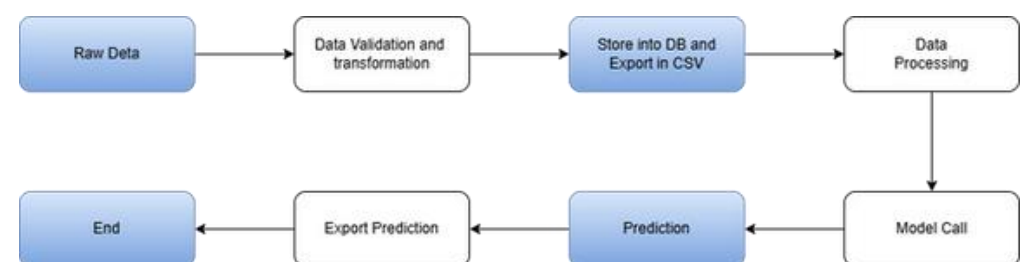 Raw Deta
Data Validation and
transformation
Store into DB and
Export in CSV
Data
Processing
End
Export Prediction
Prediction
Model Call